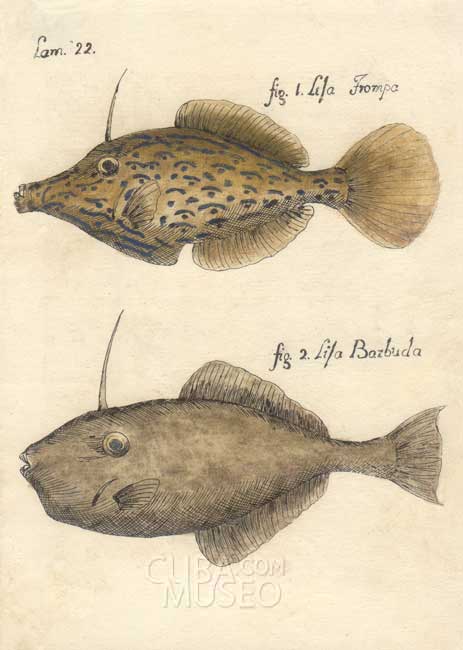 Lam. 22.
fig. 1. Liſa Trompa
fig. 2. Liſa Barbuda
CUBA.COM
MUSEO